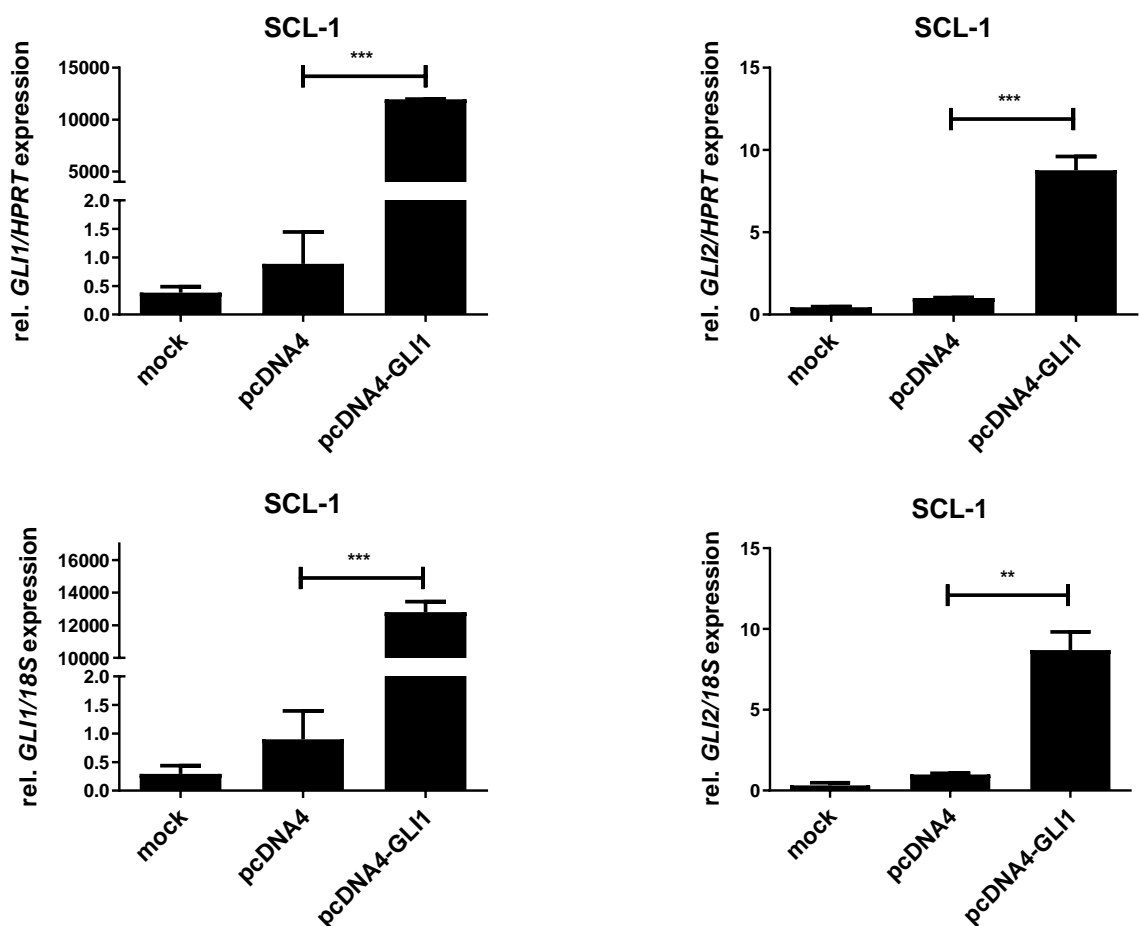 SCL-1
***
15000
10000
5000
2.0
1.5
1.0
0.5
0.0
rel. GLI1/HPRT expression
mock
pcDNA4
pcDNA4-GLI1
SCL-1
***
15
10
5
0
rel. GLI2/HPRT expression
mock
pcDNA4
pcDNA4-GLI1
SCL-1
***
16000
14000
12000
10000
2.0
1.5
1.0
0.5
0.0
rel. GLI1/18S expression
mock
pcDNA4
pcDNA4-GLI1
SCL-1
**
15
10
5
0
rel. GLI2/18S expression
mock
pcDNA4
pcDNA4-GLI1